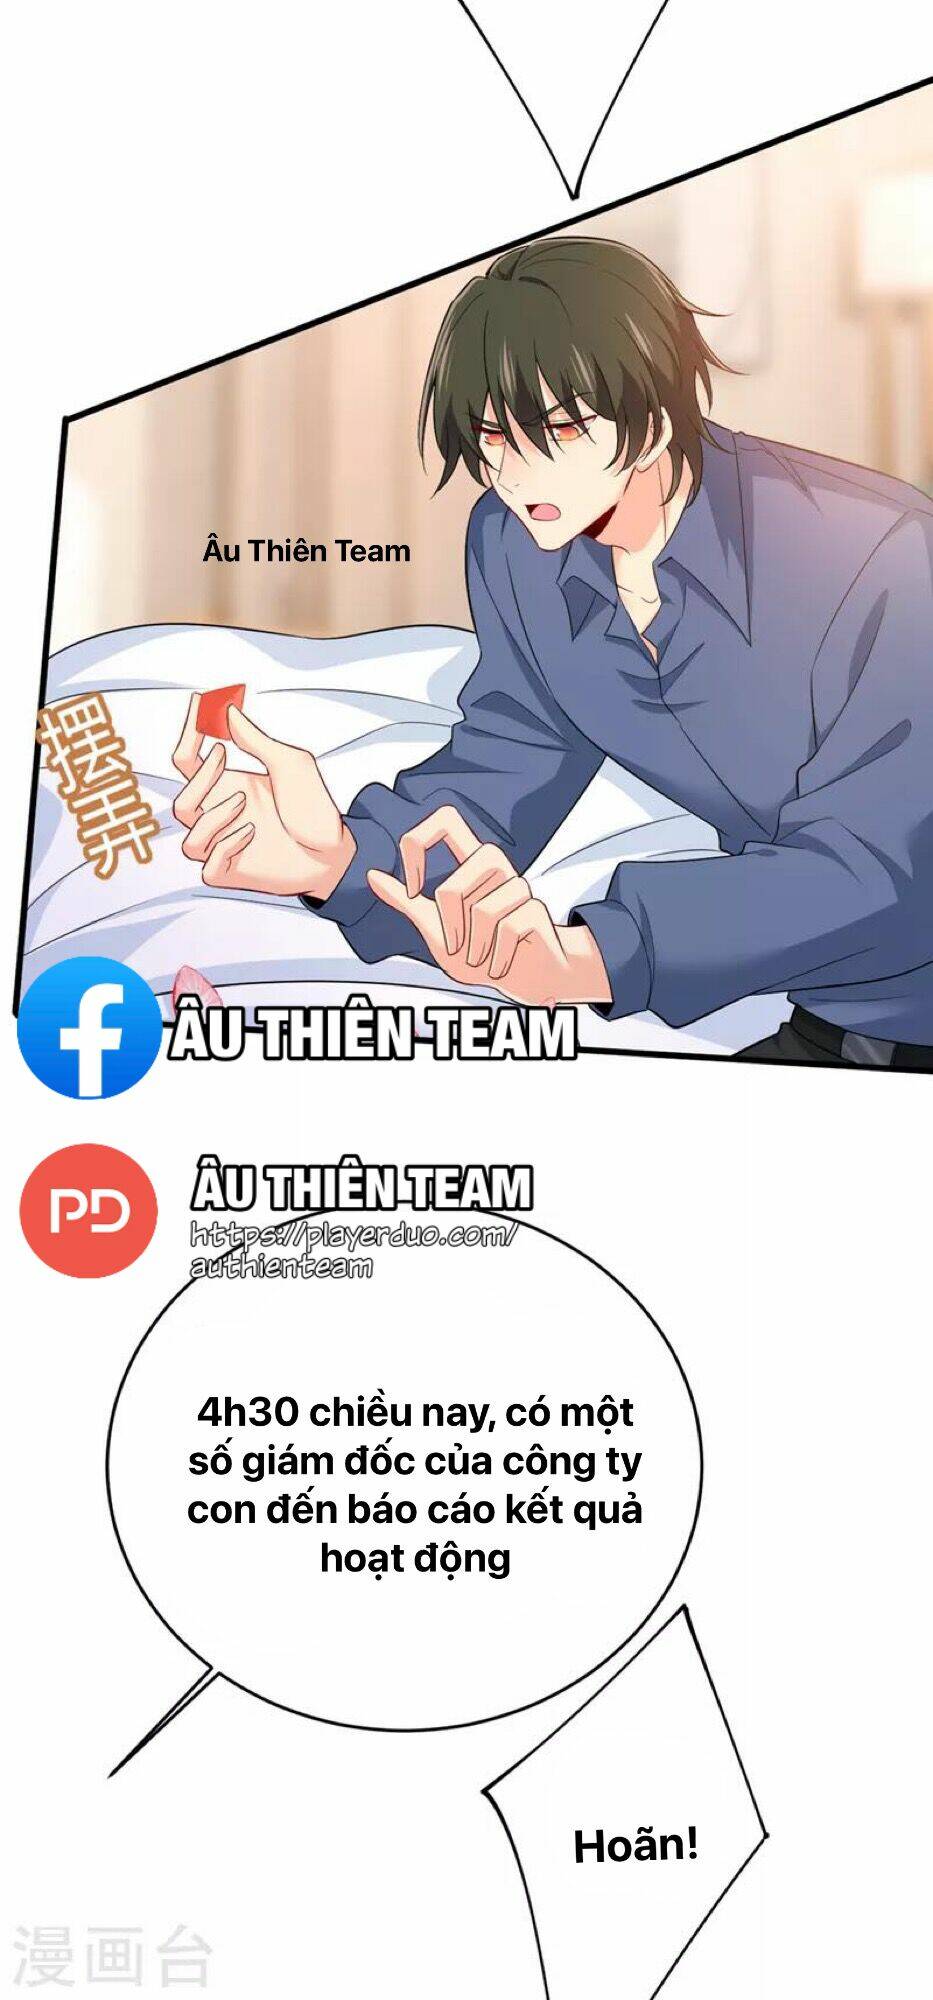 Âu Thiên Team
摆
弄
f ÂU THIÊN TEAM
PD ÂU THIÊN TEAM
https://playerduo.com/
authienteam
4h30 chiều nay, có một
số giám đốc của công ty
con đến báo cáo kết quả
hoạt động
Hoãn!
漫画台